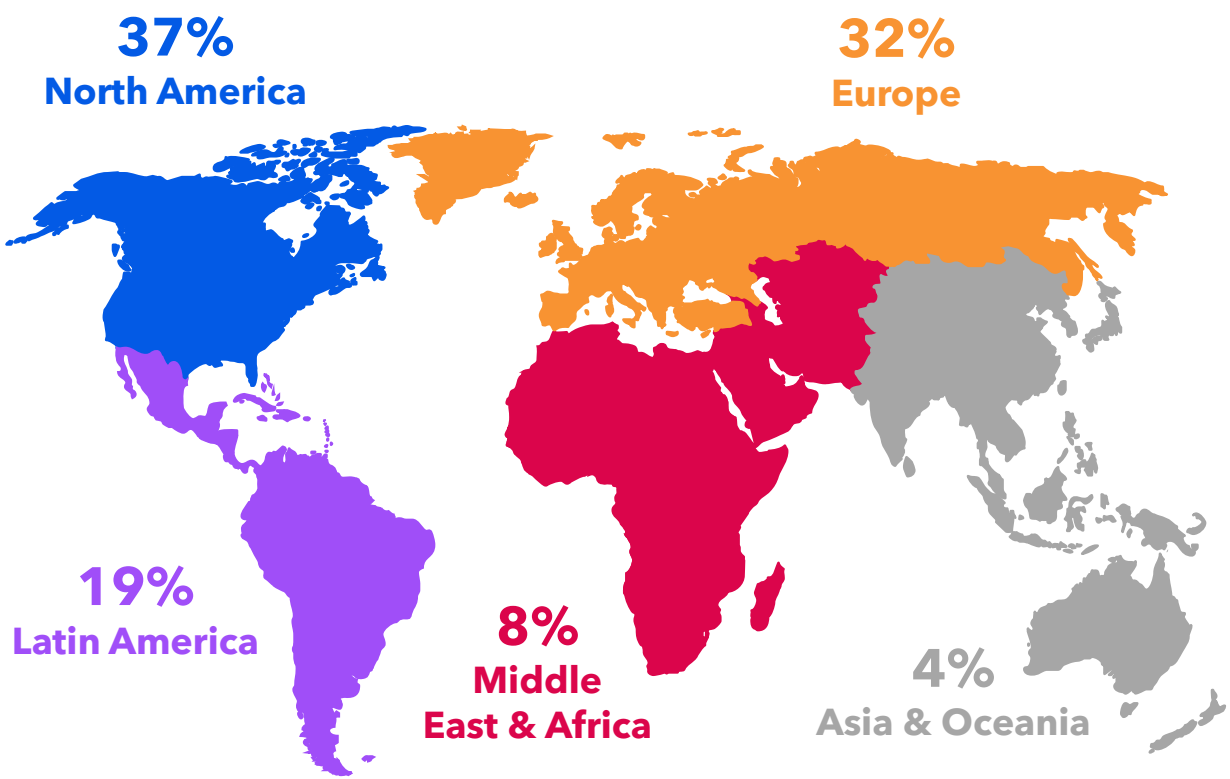 37%
North America
32%
Europe
19%
Latin America
8%
Middle
East & Africa
4%
Asia & Oceania